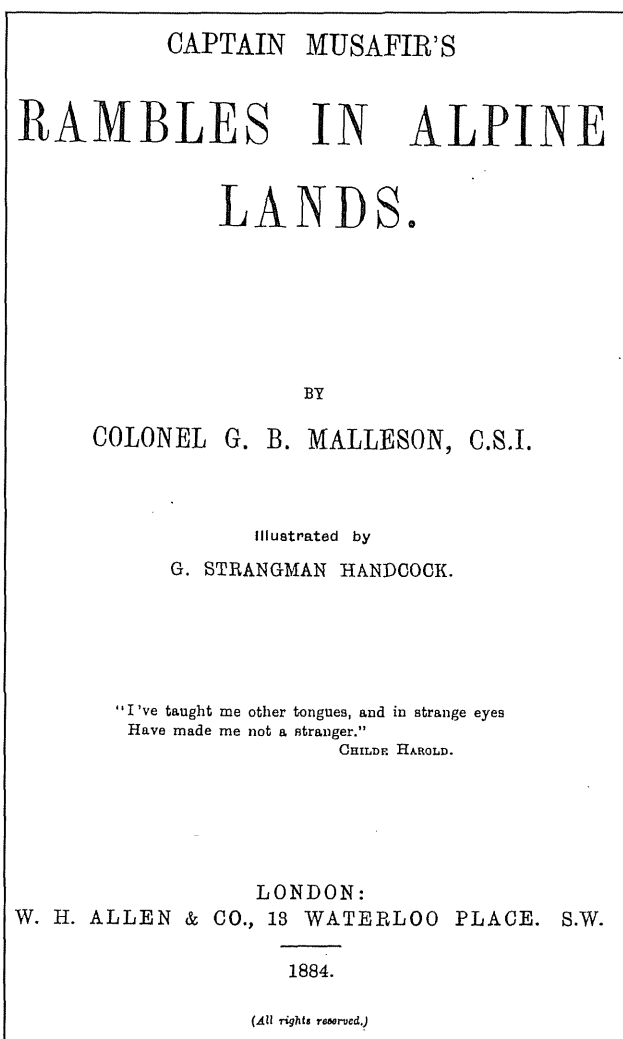 CAPTAIN MUSAFIR'S
RAMBLES IN ALPINE
LANDS.
BY
COLONEL G. B. MALLESON, C.S.I.
Illustrated by
G. STRANGMAN HANDCOCK.
"I've taught me other tongues, and in strange eyes
Have made me not a stranger."
CHILDE HAROLD.
LONDON:
W. H. ALLEN & CO., 13 WATERLOO PLACE. S.W.
1884.
(All rights reserved.)